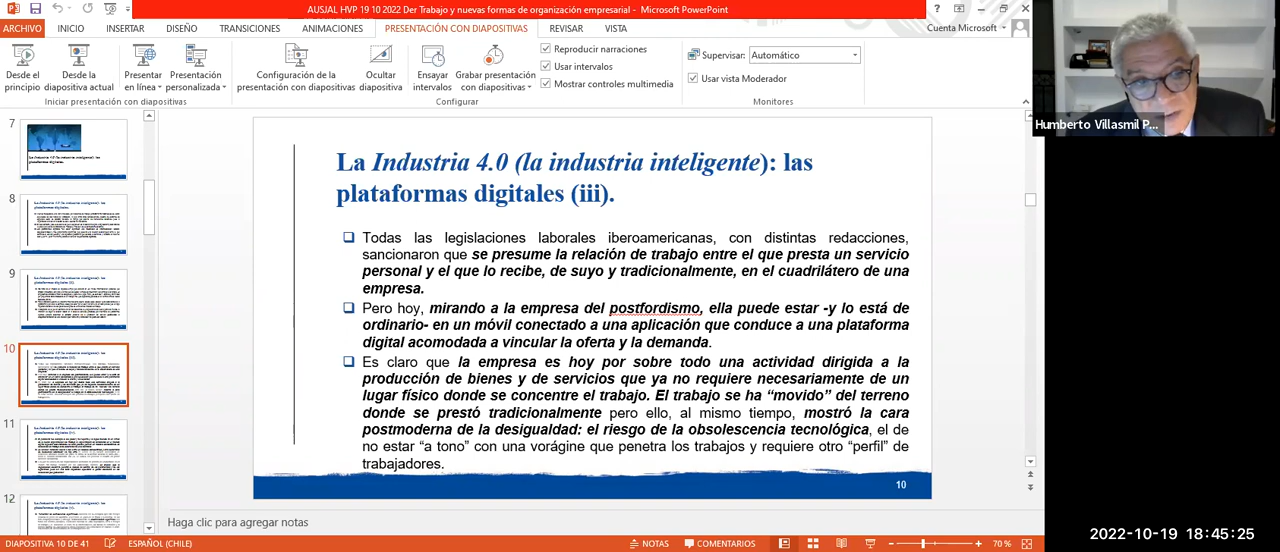 AUSJAL HVP 19 10 2022 Der Trabajo y nuevas formas de organización empresarial - Microsoft PowerPoint
ARCHIVO INICIO INSERTAR DISEÑO TRANSICIONES ANIMACIONES PRESENTACIÓN CON DIAPOSITIVAS REVISAR VISTA Cuenta Microsoft
Desde el principio
Desde la diapositiva actual
Presentar en línea
Presentación personalizada
Iniciar presentación con diapositivas
Configuración de la presentación con diapositivas
Ocultar diapositiva
Ensayar intervalos
Grabar presentación con diapositivas
Reproducir narraciones
Usar intervalos
Mostrar controles multimedia
Configurar
Supervisar: Automático
Usar vista Moderador
Monitores
Humberto Villasmil P...
7
8
9
10
11
12
La Industria 4.0 (la industria inteligente): las
plataformas digitales (iii).
Todas las legislaciones laborales iberoamericanas, con distintas redacciones,
sancionaron que se presume la relación de trabajo entre el que presta un servicio
personal y el que lo recibe, de suyo y tradicionalmente, en el cuadrilátero de una
empresa.
Pero hoy, mirando a la empresa del postfordismo, ella puede estar -y lo está de
ordinario- en un móvil conectado a una aplicación que conduce a una plataforma
digital acomodada a vincular la oferta y la demanda.
Es claro que la empresa es hoy por sobre todo una actividad dirigida a la
producción de bienes y de servicios que ya no requiere necesariamente de un
lugar físico donde se concentre el trabajo. El trabajo se ha “movido” del terreno
donde se prestó tradicionalmente pero ello, al mismo tiempo, mostró la cara
postmoderna de la desigualdad: el riesgo de la obsolescencia tecnológica, el de
no estar “a tono” con una vorágine que penetra los trabajos y requiere otro “perfil” de
trabajadores.
10
Haga clic para agregar notas
DIAPOSITIVA 10 DE 41 ESPAÑOL (CHILE) NOTAS COMENTARIOS 70 %
2022-10-19 18:45:25